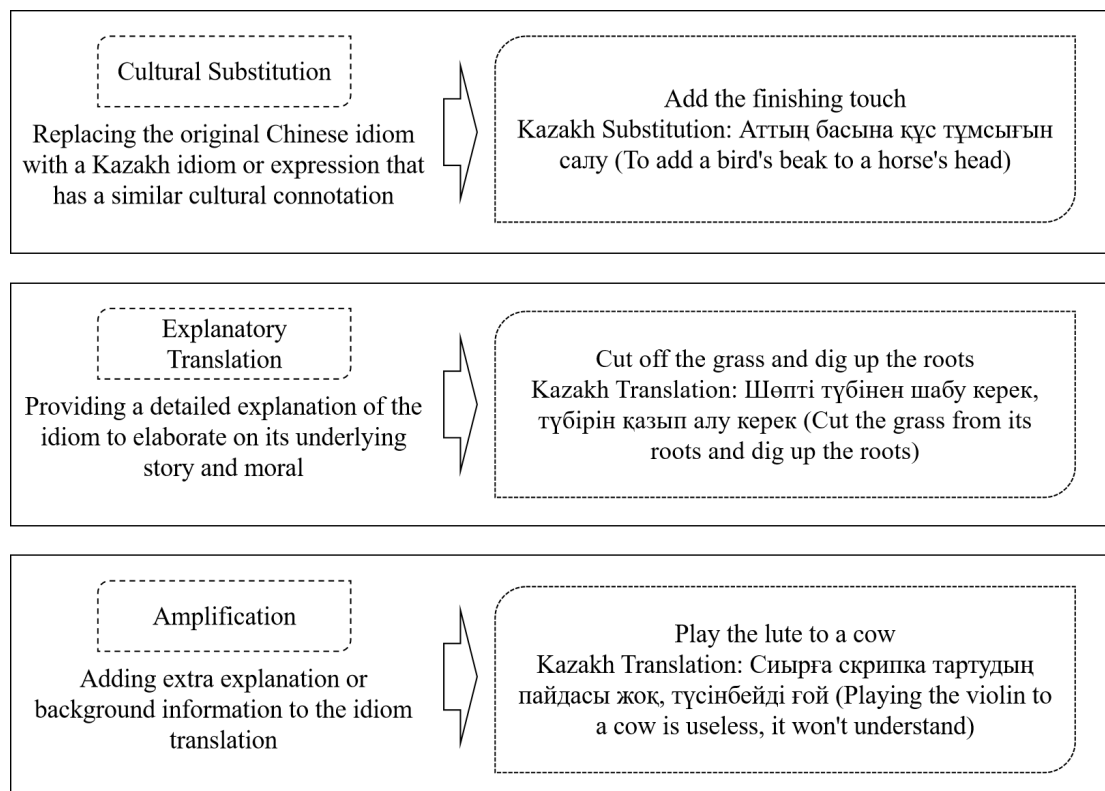 Cultural Substitution
Replacing the original Chinese idiom
with a Kazakh idiom or expression that
has a similar cultural connotation
Add the finishing touch
Kazakh Substitution: Аттың басына құс тұмсығын
салу (To add a bird's beak to a horse's head)
Explanatory
Translation
Providing a detailed explanation of the
idiom to elaborate on its underlying
story and moral
Cut off the grass and dig up the roots
Kazakh Translation: Шөпті түбінен шабу керек,
түбірін қазып алу керек (Cut the grass from its
roots and dig up the roots)
Amplification
Adding extra explanation or
background information to the idiom
translation
Play the lute to a cow
Kazakh Translation: Сиырға скрипка тартудың
пайдасы жоқ, түсінбейді ғой (Playing the violin to
a cow is useless, it won't understand)